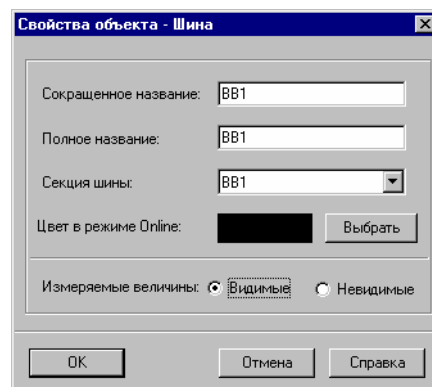 Свойства объекта - Шина
Сокращенное название: BB1
Полное название: BB1
Секция шины: BB1
Цвет в режиме Online: Выбрать
Измеряемые величины: Видимые Невидимые
OK Отмена Справка